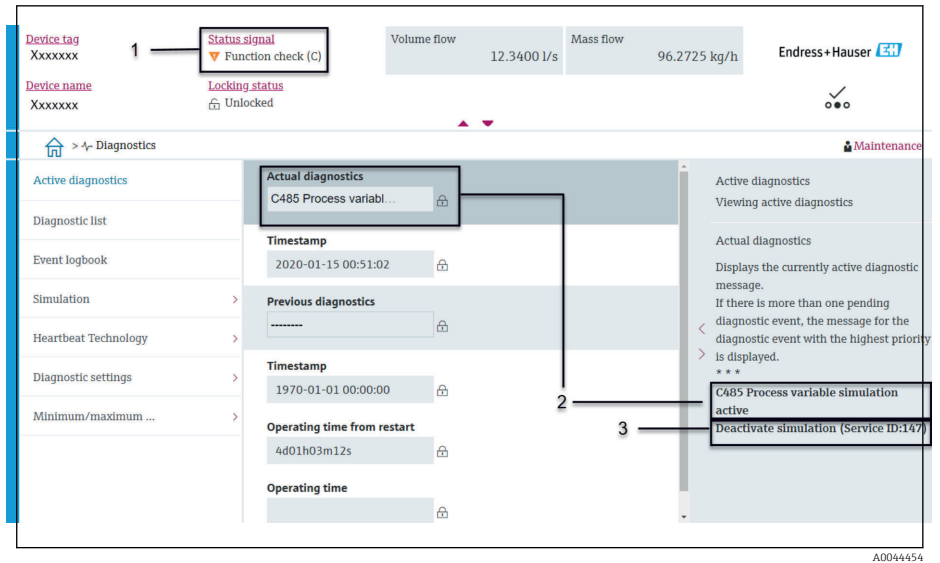 Device tag
Xxxxxxx
1
Status signal
Function check (C)
Volume flow
12.3400 l/s
Mass flow
96.2725 kg/h
Endress+Hauser EH
Device name
Xxxxxxx
Locking status
Unlocked
> Diagnostics
Maintenance
Active diagnostics
Diagnostic list
Event logbook
Simulation >
Heartbeat Technology >
Diagnostic settings >
Minimum/maximum ... >
Actual diagnostics
C485 Process variabl...
Timestamp
2020-01-15 00:51:02
Previous diagnostics
--------
Timestamp
1970-01-01 00:00:00
Operating time from restart
4d01h03m12s
Operating time
2
3
Active diagnostics
Viewing active diagnostics
Actual diagnostics
Displays the currently active diagnostic
message.
If there is more than one pending
diagnostic event, the message for the
diagnostic event with the highest priority
is displayed.
* * *
C485 Process variable simulation
active
Deactivate simulation (Service ID:147)
A0044454